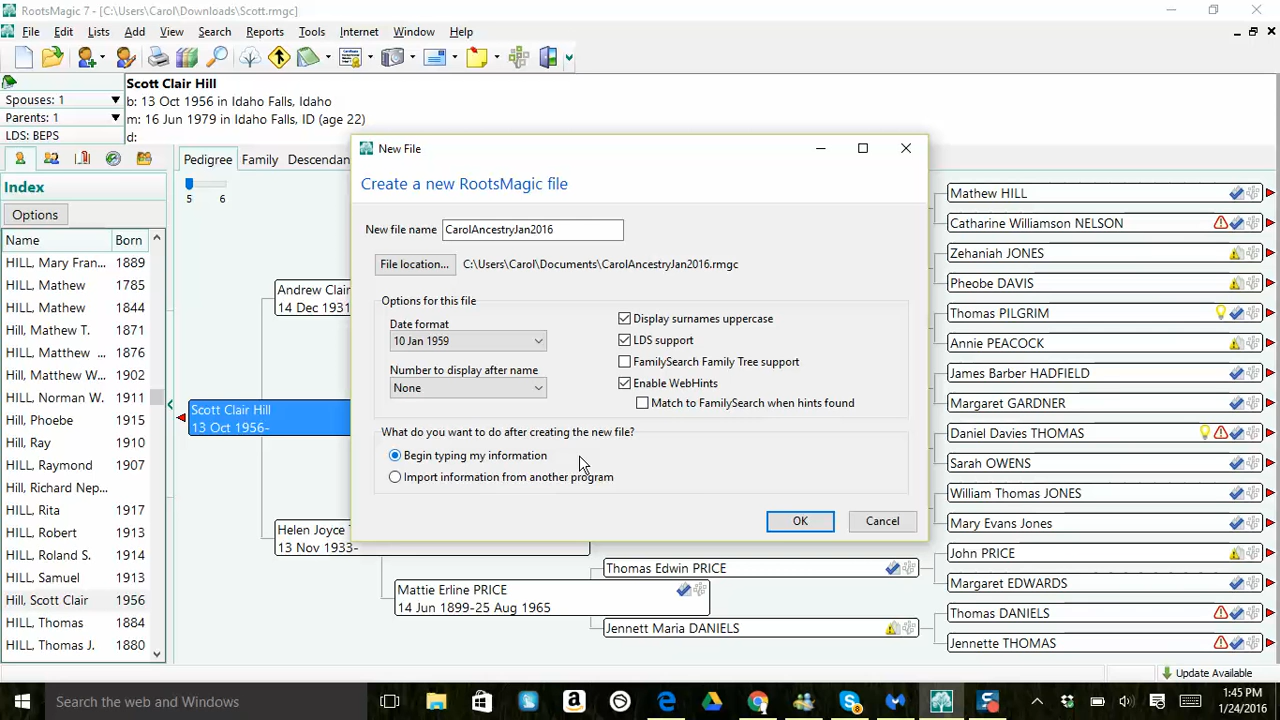 RootsMagic 7 - [C:\Users\Carol\Downloads\Scott.rmgc]
File Edit Lists Add View Search Reports Tools Internet Window Help
Scott Clair Hill
Spouses: 1
b: 13 Oct 1956 in Idaho Falls, Idaho
Parents: 1
m: 16 Jun 1979 in Idaho Falls, ID (age 22)
LDS: BEPS
d:
Pedigree Family Descendan
5 6
Index
Options
Name Born
HILL, Mary Fran... 1889
HILL, Mathew 1785
HILL, Mathew 1844
Hill, Mathew T. 1871
HILL, Matthew ... 1876
Hill, Matthew W... 1902
HILL, Norman W. 1911
Hill, Phoebe 1915
Hill, Ray 1910
HILL, Raymond 1907
Hill, Richard Nep...
HILL, Rita 1917
HILL, Robert 1913
HILL, Roland S. 1911
HILL, Samuel 1913
Hill, Scott Clair 1956
HILL, Thomas 1884
HILL, Thomas J. 1880
Scott Clair Hill
13 Oct 1956-
Andrew Clair
14 Dec 1931
Helen Joyce T
13 Nov 1933-
Mattie Erline PRICE
14 Jun 1899-25 Aug 1965
Thomas Edwin PRICE
Jennett Maria DANIELS
New File
Create a new RootsMagic file
New file name CarolAncestryJan2016
File location... C:\Users\Carol\Documents\CarolAncestryJan2016.rmgc
Options for this file
Date format
10 Jan 1959
Number to display after name
None
Display surnames uppercase
LDS support
FamilySearch Family Tree support
Enable WebHints
Match to FamilySearch when hints found
What do you want to do after creating the new file?
Begin typing my information
Import information from another program
OK Cancel
Mathew HILL
Catharine Williamson NELSON
Zehaniah JONES
Pheobe DAVIS
Thomas PILGRIM
Annie PEACOCK
James Barber HADFIELD
Margaret GARDNER
Daniel Davies THOMAS
Sarah OWENS
William Thomas JONES
Mary Evans Jones
John PRICE
Margaret EDWARDS
Thomas DANIELS
Jennette THOMAS
Update Available
Search the web and Windows
8
1:45 PM
1/24/2016